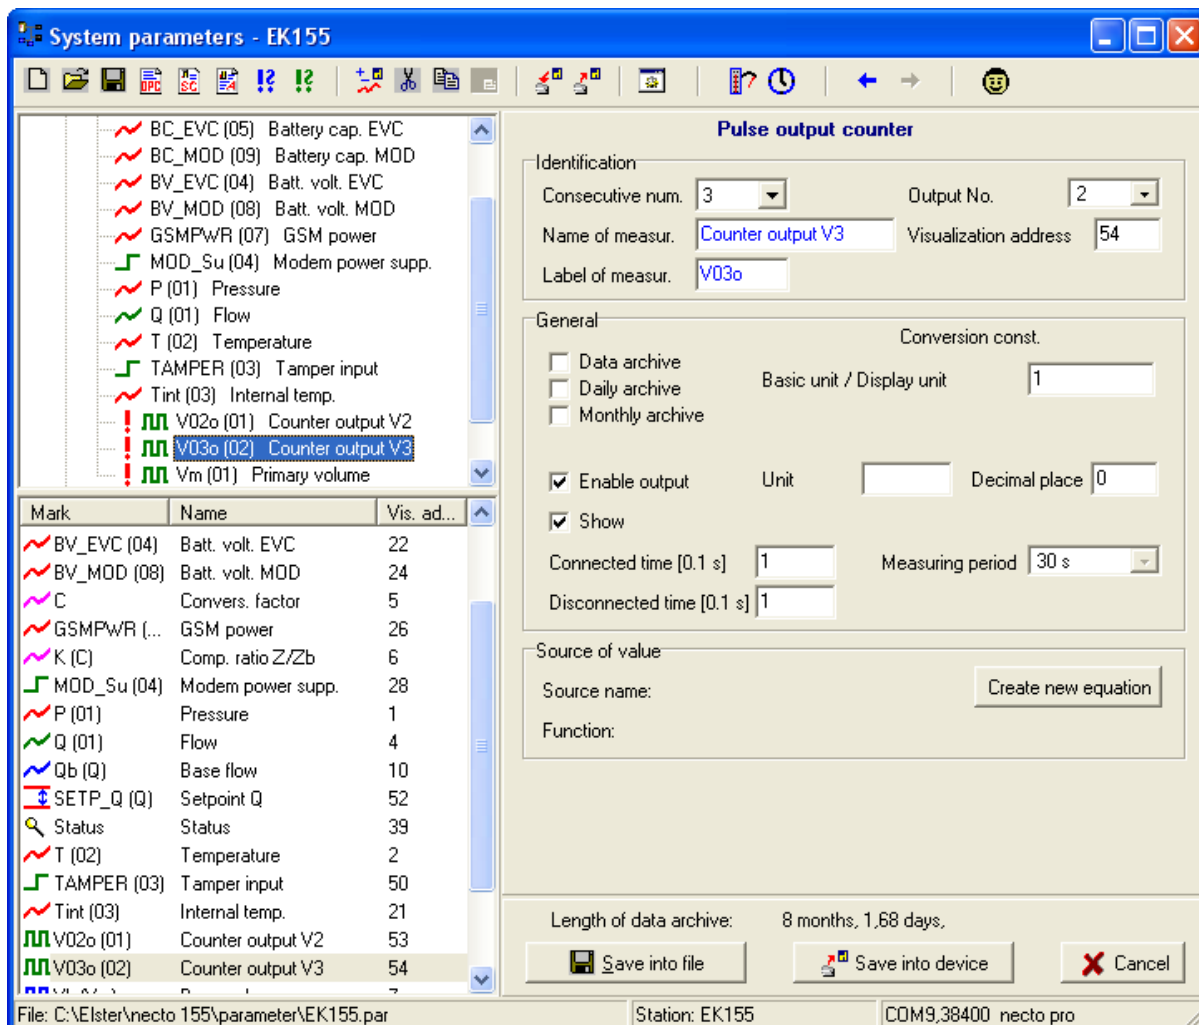 System parameters - EK155
BC_EVC (05) Battery cap. EVC
BC_MOD (09) Battery cap. MOD
BV_EVC (04) Batt. volt. EVC
BV_MOD (08) Batt. volt. MOD
GSMPWR (07) GSM power
MOD_Su (04) Modem power supp.
P (01) Pressure
Q (01) Flow
T (02) Temperature
TAMPER (03) Tamper input
Tint (03) Internal temp.
V02o (01) Counter output V2
V03o (02) Counter output V3
Vm (01) Primary volume
Mark Name Vis. ad...
BV_EVC (04) Batt. volt. EVC 22
BV_MOD (08) Batt. volt. MOD 24
C Convers. factor 5
GSMPWR (... GSM power 26
K (C) Comp. ratio Z/Zb 6
MOD_Su (04) Modem power supp. 28
P (01) Pressure 1
Q (01) Flow 4
Qb (Q) Base flow 10
SETP_Q (Q) Setpoint Q 52
Status Status 39
T (02) Temperature 2
TAMPER (03) Tamper input 50
Tint (03) Internal temp. 21
V02o (01) Counter output V2 53
V03o (02) Counter output V3 54
Pulse output counter
Identification
Consecutive num. 3 Output No. 2
Name of measur. Counter output V3 Visualization address 54
Label of measur. V03o
General
Conversion const.
Data archive
Basic unit / Display unit 1
Daily archive
Monthly archive
Enable output Unit Decimal place 0
Show
Connected time [0.1 s] 1 Measuring period 30 s
Disconnected time [0.1 s] 1
Source of value
Source name: Create new equation
Function:
Length of data archive: 8 months, 1,68 days,
Save into file Save into device Cancel
File: C:\Elster\necto 155\parameter\EK155.par Station: EK155 COM9,38400 necto pro